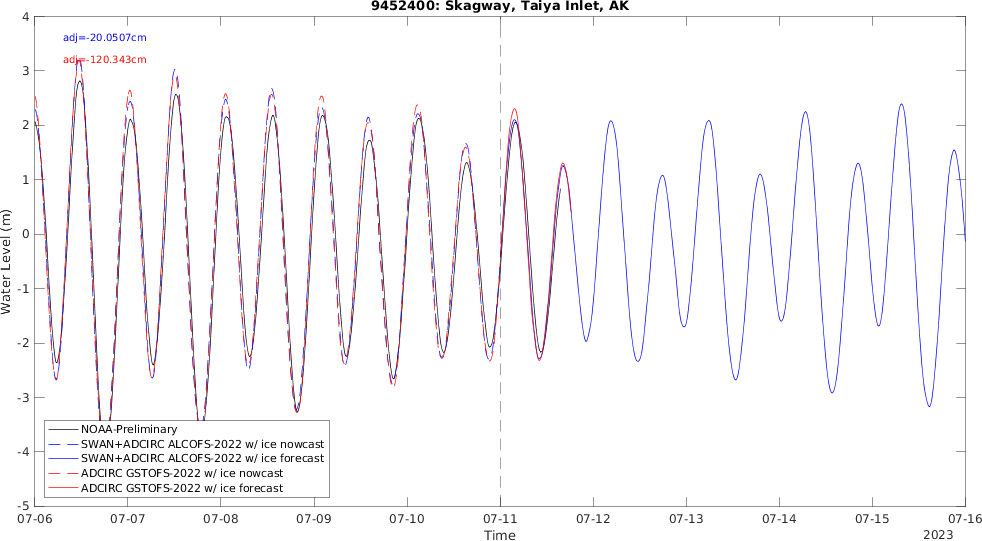 9452400: Skagway, Taiya Inlet, AK
adj=-20.0507cm
adj=-120.343cm
4
3
2
1
0
-1
-2
-3
-4
-5
Water Level (m)
NOAA-Preliminary
SWAN+ADCIRC ALCOFS-2022 w/ ice nowcast
SWAN+ADCIRC ALCOFS-2022 w/ ice forecast
ADCIRC GSTOFS-2022 w/ ice nowcast
ADCIRC GSTOFS-2022 w/ ice forecast
07-06 07-07 07-08 07-09 07-10 07-11 07-12 07-13 07-14 07-15 07-16
Time
2023